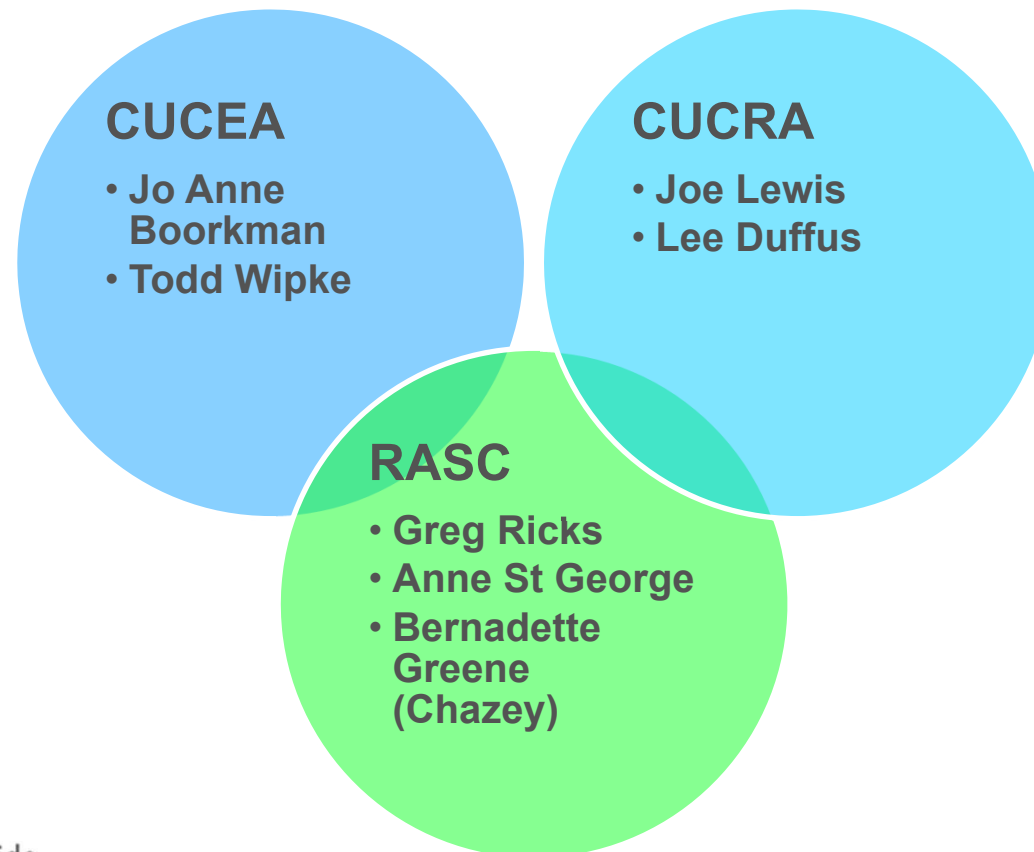 CUCEA
• Jo Anne
Boorkman
• Todd Wipke
CUCRA
• Joe Lewis
• Lee Duffus
RASC
• Greg Ricks
• Anne St George
• Bernadette
Greene
(Chazey)